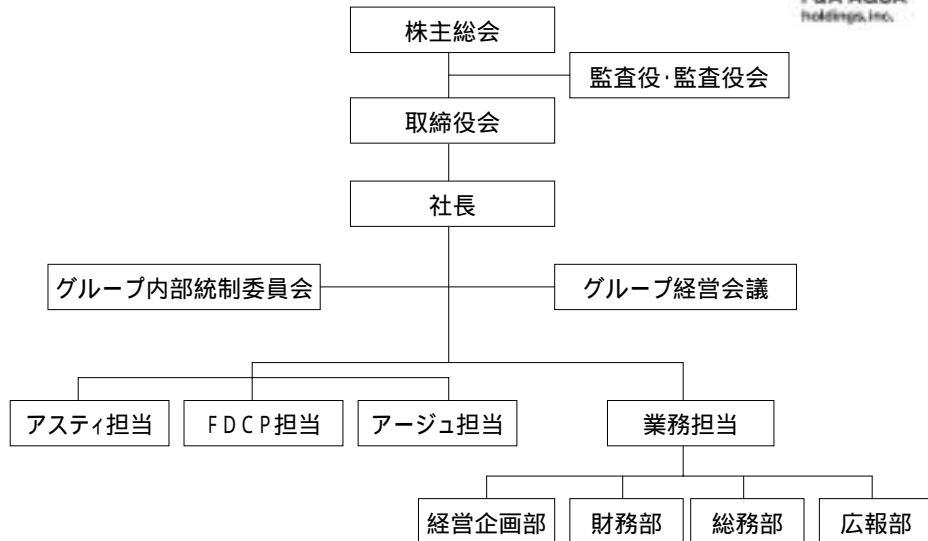 holdings,inc.
株主総会
監査役・監査役会
取締役会
社長
グループ内部統制委員会
グループ経営会議
アスティ担当
FDCP担当
アージュ担当
業務担当
経営企画部
財務部
総務部
広報部